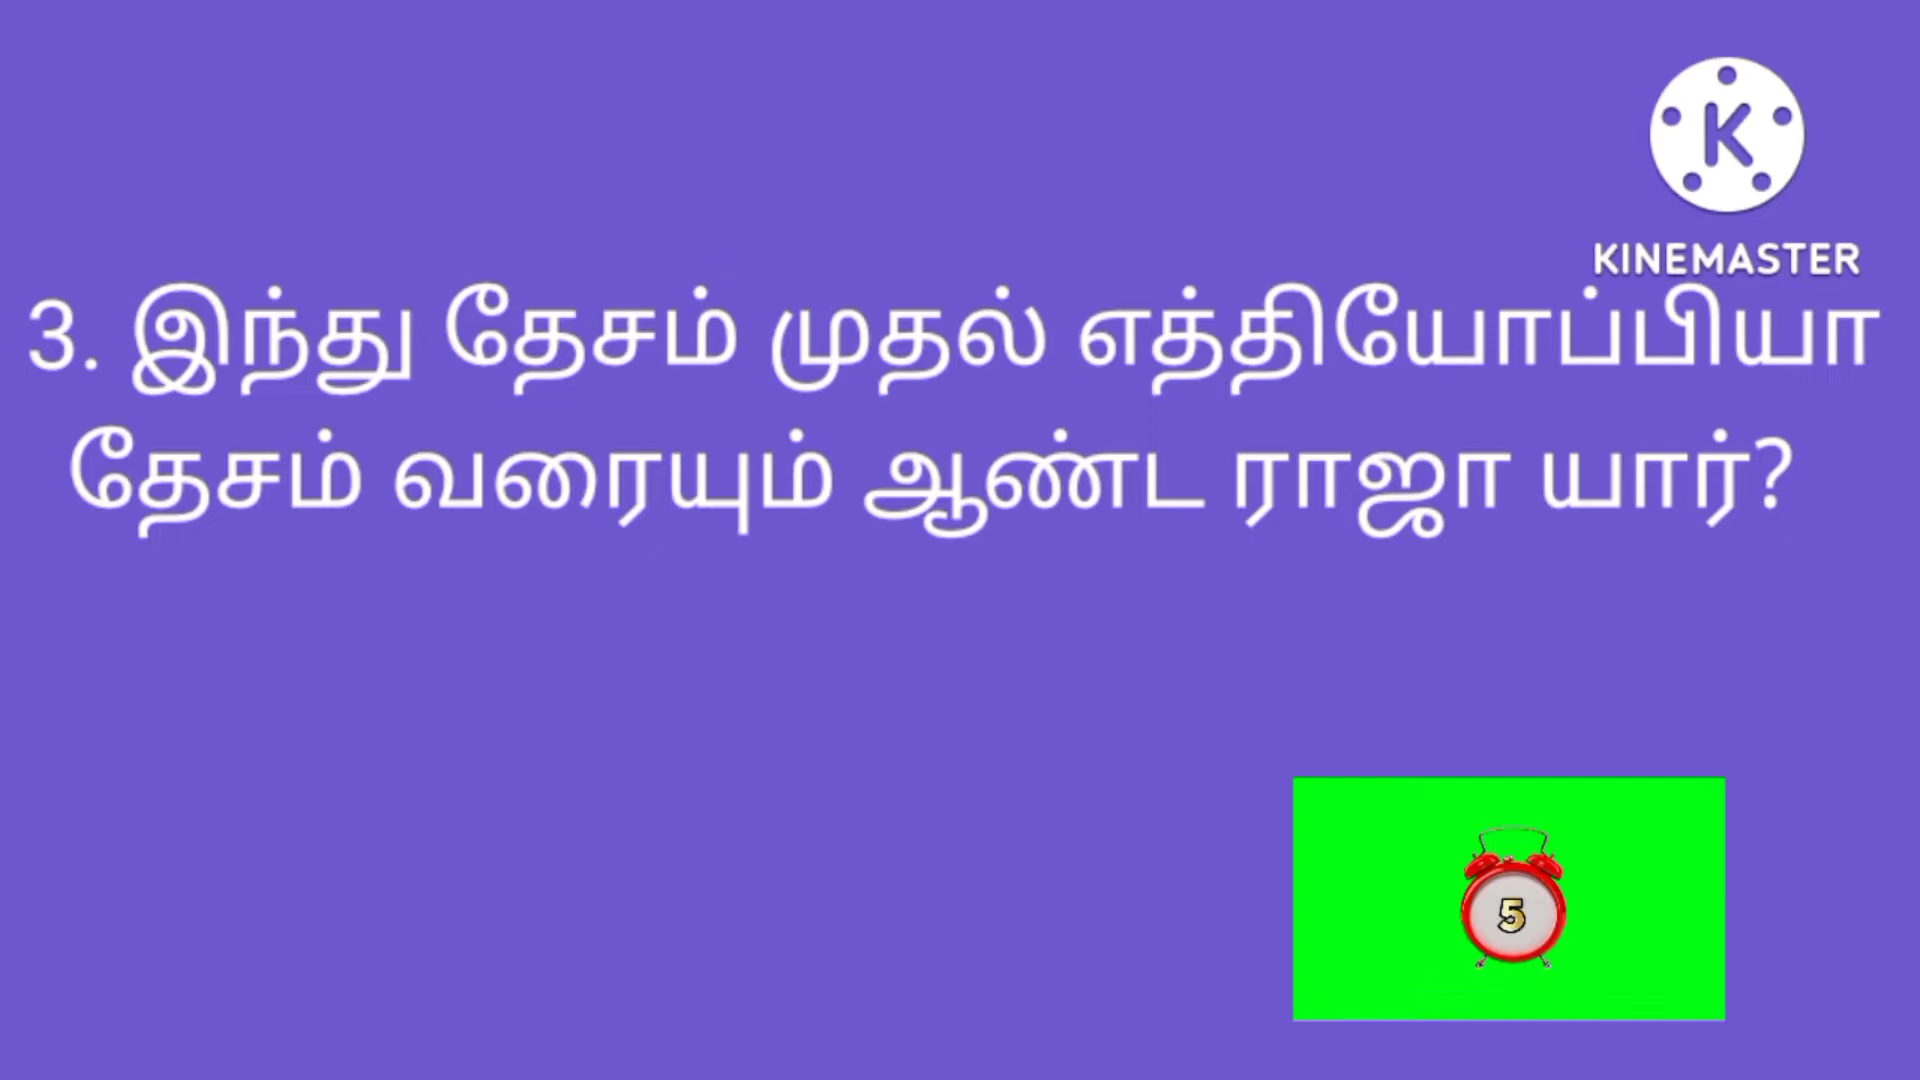 K
KINEMASTER
3. இந்து தேசம் முதல் எத்தியோப்பியா
தேசம் வரையும் ஆண்ட ராஜா யார்?
5